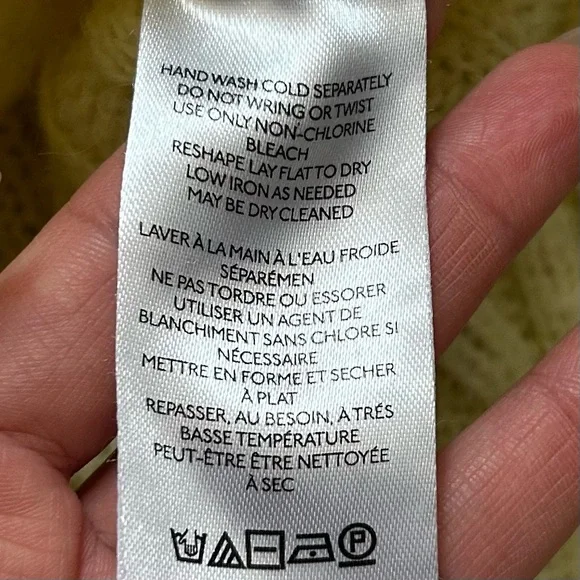 HAND WASH COLD SEPARATELY
DO NOT WRING OR TWIST
USE ONLY NON-CHLORINE
BLEACH
RESHAPE LAY FLAT TO DRY
LOW IRON AS NEEDED
MAY BE DRY CLEANED
LAVER À LA MAIN À L'EAU FROIDE
SÉPARÉMEN
NE PAS TORDRE OU ESSORER
UTILISER UN AGENT DE
BLANCHIMENT SANS CHLORE SI
NÉCESSAIRE
METTRE EN FORME ET SECHER
À PLAT
REPASSER, AU BESOIN, À TRÉS
BASSE TEMPÉRATURE
PEUT-ÊTRE ÊTRE NETTOYÉE
À SEC
P